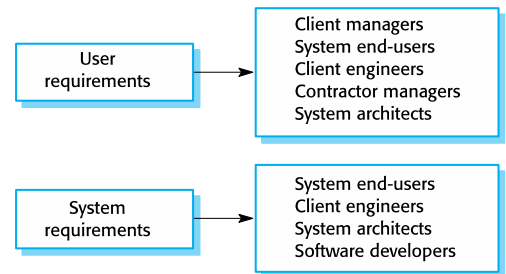 User
requirements
Client managers
System end-users
Client engineers
Contractor managers
System architects
System
requirements
System end-users
Client engineers
System architects
Software developers